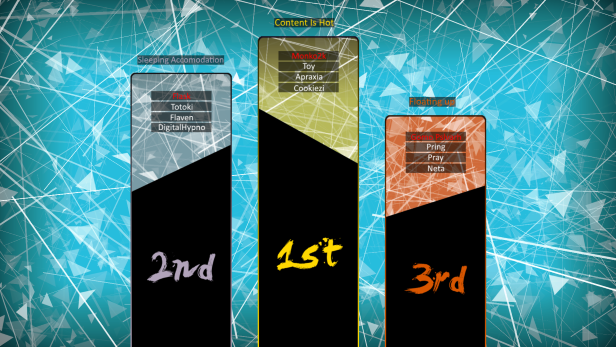 Content Is Hot
Toy
Apraxia
Cookiezi
1st
Sleeping Accomodation
Totoki
Flaven
DigitalHypno
2nd
Floating up
Pring
Pray
Neta
3rd